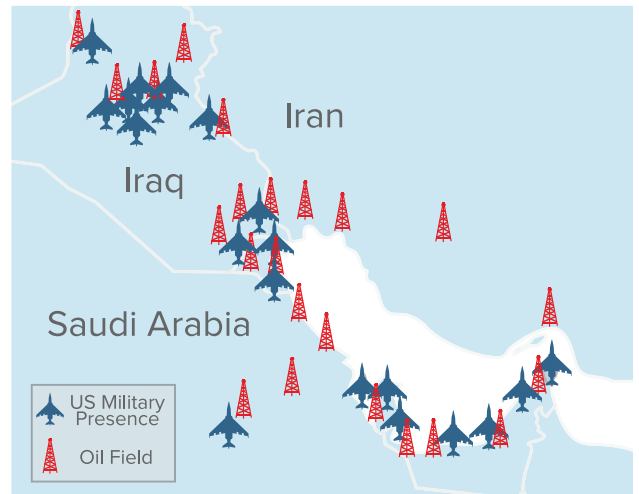 Iran
Iraq
Saudi Arabia
US Military
Presence
Oil Field